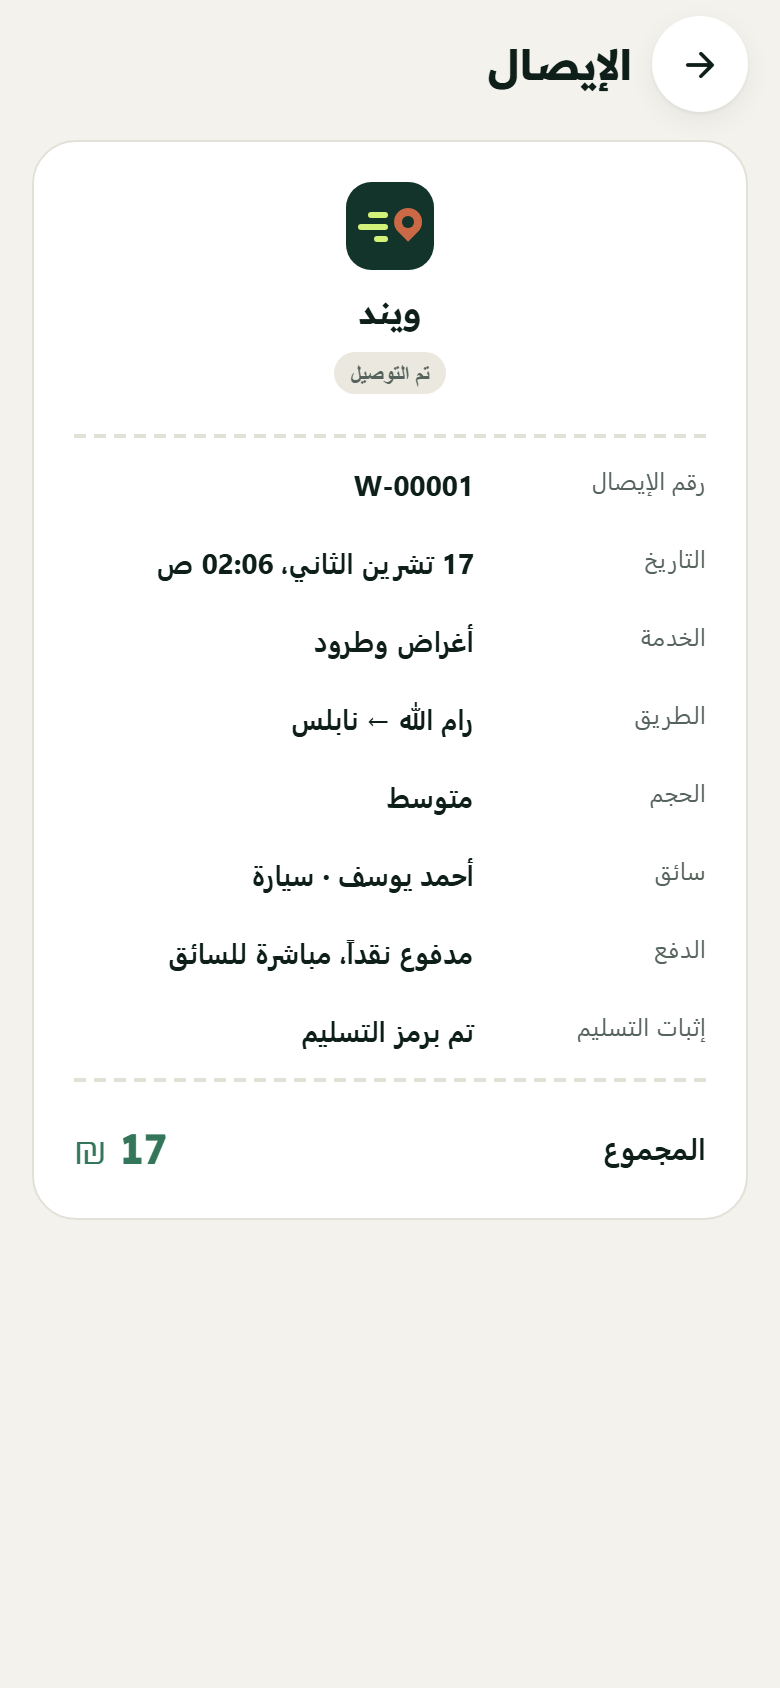 الإيصال
ويند
تم التوصيل
رقم الإيصال W-00001
التاريخ 17 تشرين الثاني، 02:06 ص
الخدمة أغراض وطرود
الطريق رام الله ← نابلس
الحجم متوسط
سائق أحمد يوسف · سيارة
الدفع مدفوع نقداً، مباشرة للسائق
إثبات التسليم تم برمز التسليم
المجموع 17 ₪